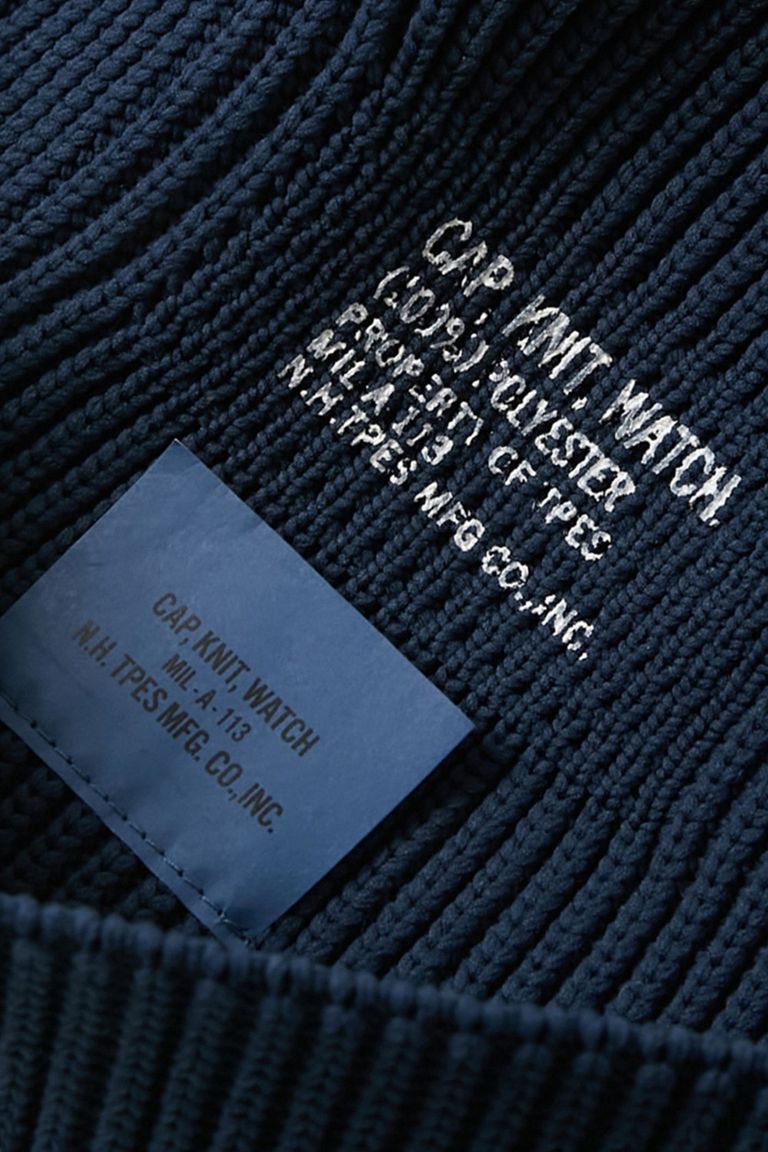 CAP, KNIT, WATCH.
(100%) POLYESTER
PROPERTY OF TPES
MIL A 113
N.H.TPES MFG CO.,INC.
CAP, KNIT, WATCH
MIL-A-113
N.H. TPES MFG. CO., INC.